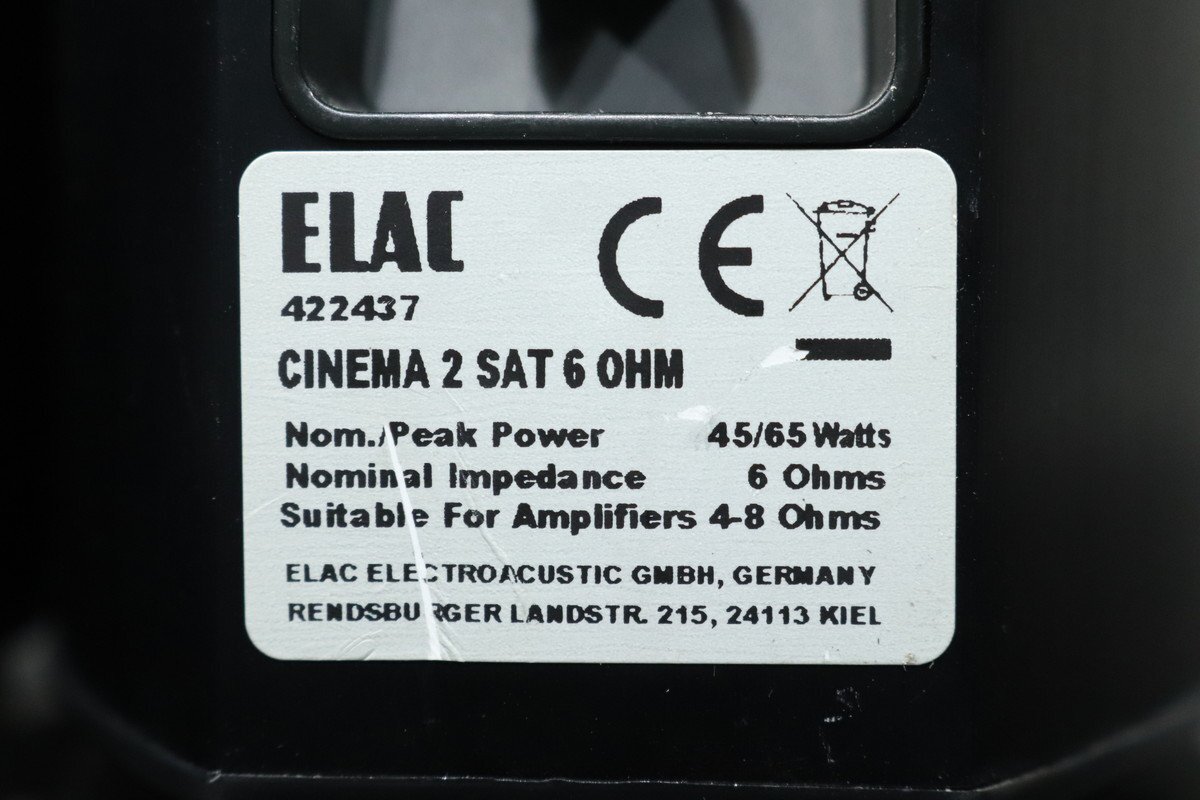 ELAC
CE
422437
CINEMA 2 SAT 6 OHM
Nom./Peak Power 45/65 Watts
Nominal Impedance 6 Ohms
Suitable For Amplifiers 4-8 Ohms
ELAC ELECTROACUSTIC GMBH, GERMANY
RENDSBURGER LANDSTR. 215, 24113 KIEL